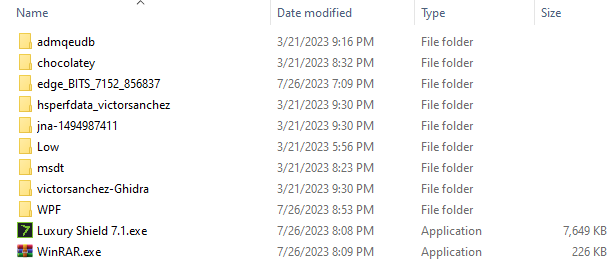 Name Date modified Type Size
admqeudb 3/21/2023 9:16 PM File folder
chocolatey 3/21/2023 8:32 PM File folder
edge_BITS_7152_856837 7/26/2023 7:09 PM File folder
hsperfdata_victorsanchez 3/21/2023 9:30 PM File folder
jna-1494987411 3/21/2023 9:30 PM File folder
Low 3/21/2023 5:56 PM File folder
msdt 3/21/2023 8:23 PM File folder
victorsanchez-Ghidra 3/21/2023 9:30 PM File folder
WPF 7/26/2023 8:53 PM File folder
Luxury Shield 7.1.exe 7/26/2023 8:08 PM Application 7,649 KB
WinRAR.exe 7/26/2023 8:09 PM Application 226 KB